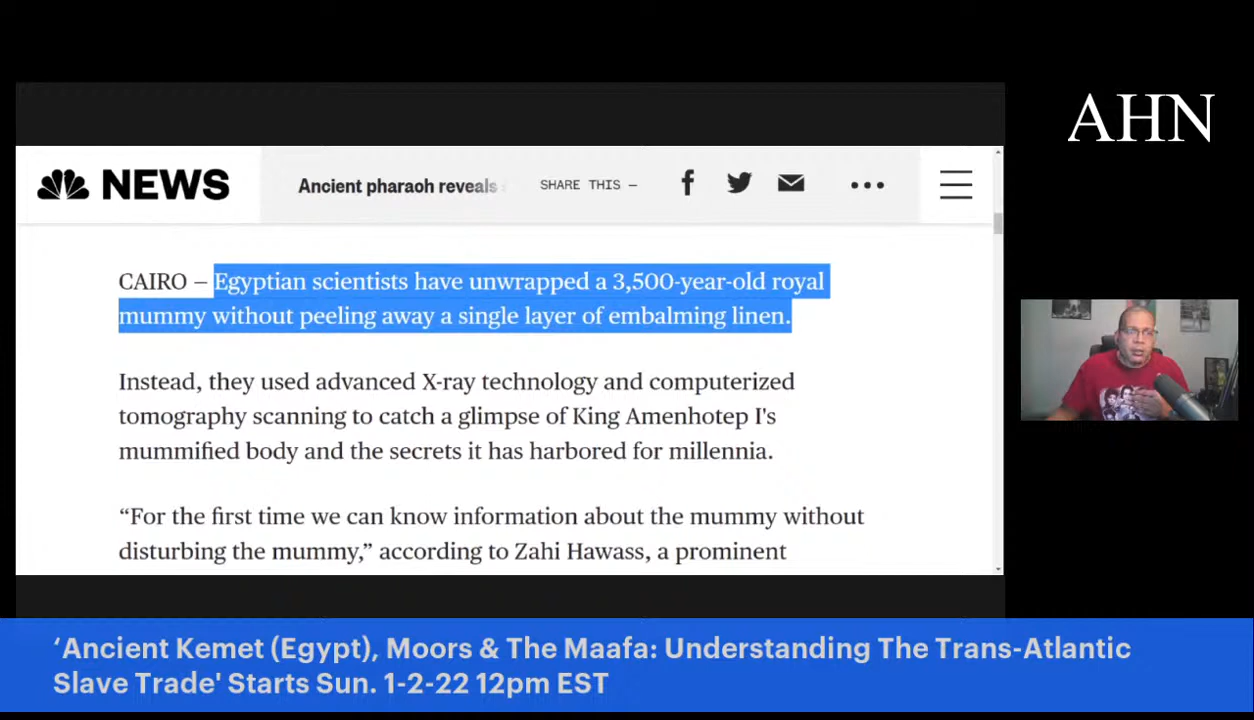 AHN
NEWS
Ancient pharaoh reveals
SHARE THIS —
CAIRO — Egyptian scientists have unwrapped a 3,500-year-old royal
mummy without peeling away a single layer of embalming linen.
Instead, they used advanced X-ray technology and computerized
tomography scanning to catch a glimpse of King Amenhotep I's
mummified body and the secrets it has harbored for millennia.
“For the first time we can know information about the mummy without
disturbing the mummy,” according to Zahi Hawass, a prominent
‘Ancient Kemet (Egypt), Moors & The Maafa: Understanding The Trans-Atlantic
Slave Trade' Starts Sun. 1-2-22 12pm EST